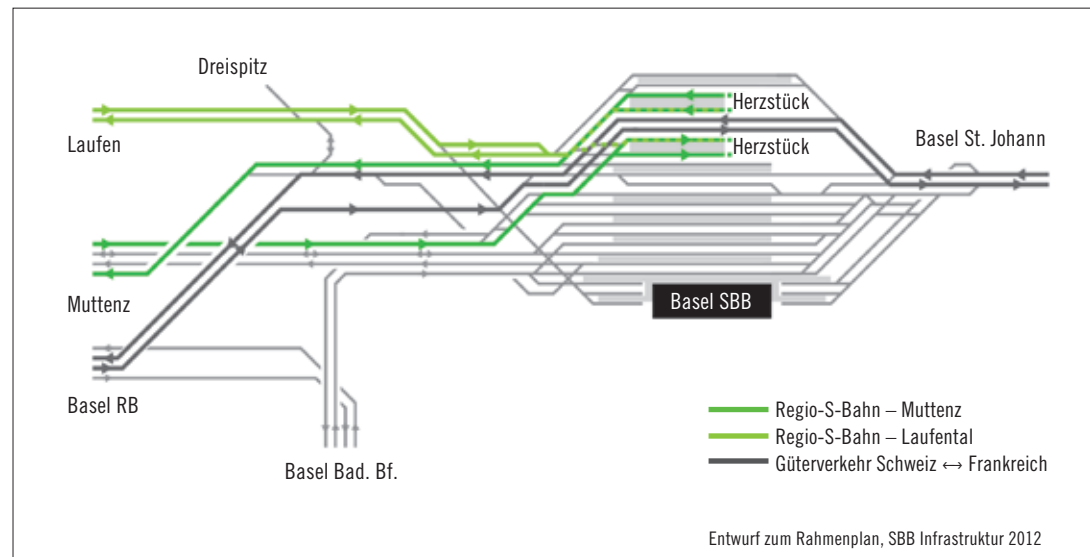 Dreispitz
Herzstück
Laufen
Herzstück
Basel St. Johann
Basel SBB
Muttenz
Basel RB
Basel Bad. Bf.
Regio-S-Bahn – Muttenz
Regio-S-Bahn – Laufental
Güterverkehr Schweiz ↔ Frankreich
Entwurf zum Rahmenplan, SBB Infrastruktur 2012